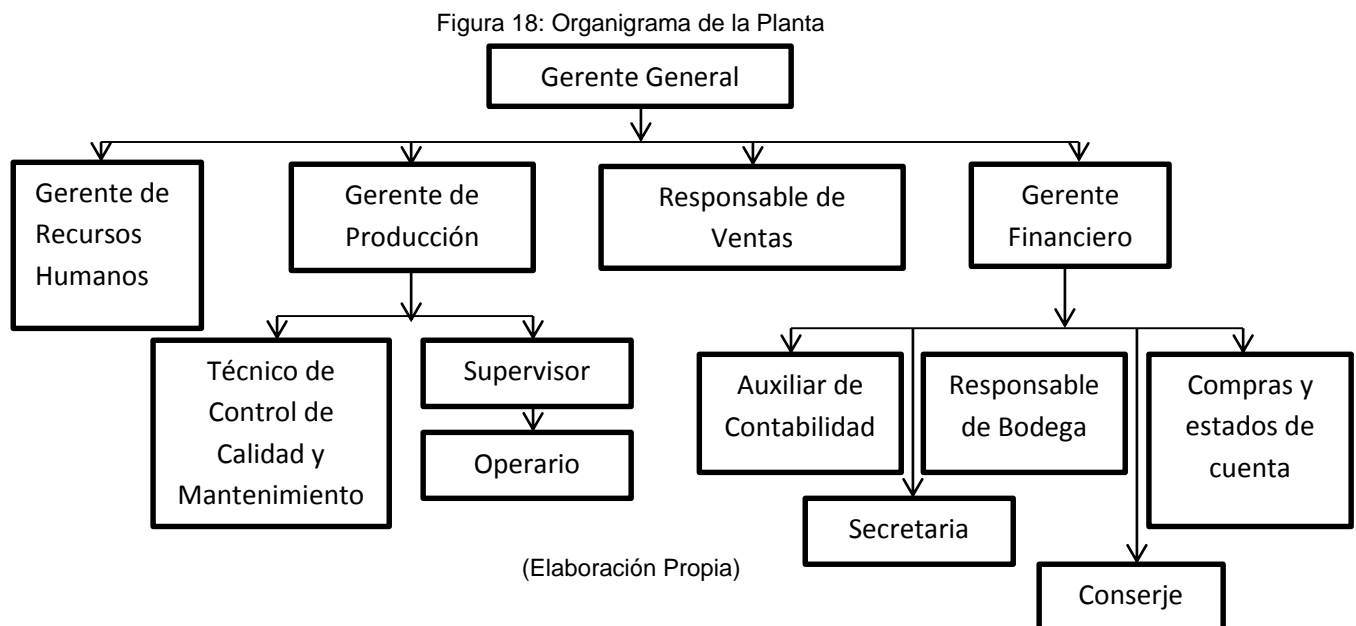 Figura 18: Organigrama de la Planta
Gerente General
Gerente de
Recursos
Humanos
Gerente de
Producción
Responsable de
Ventas
Gerente
Financiero
Técnico de
Control de
Calidad y
Mantenimiento
Supervisor
Operario
Auxiliar de
Contabilidad
Responsable
de Bodega
Compras y
estados de
cuenta
Secretaria
Conserje
(Elaboración Propia)